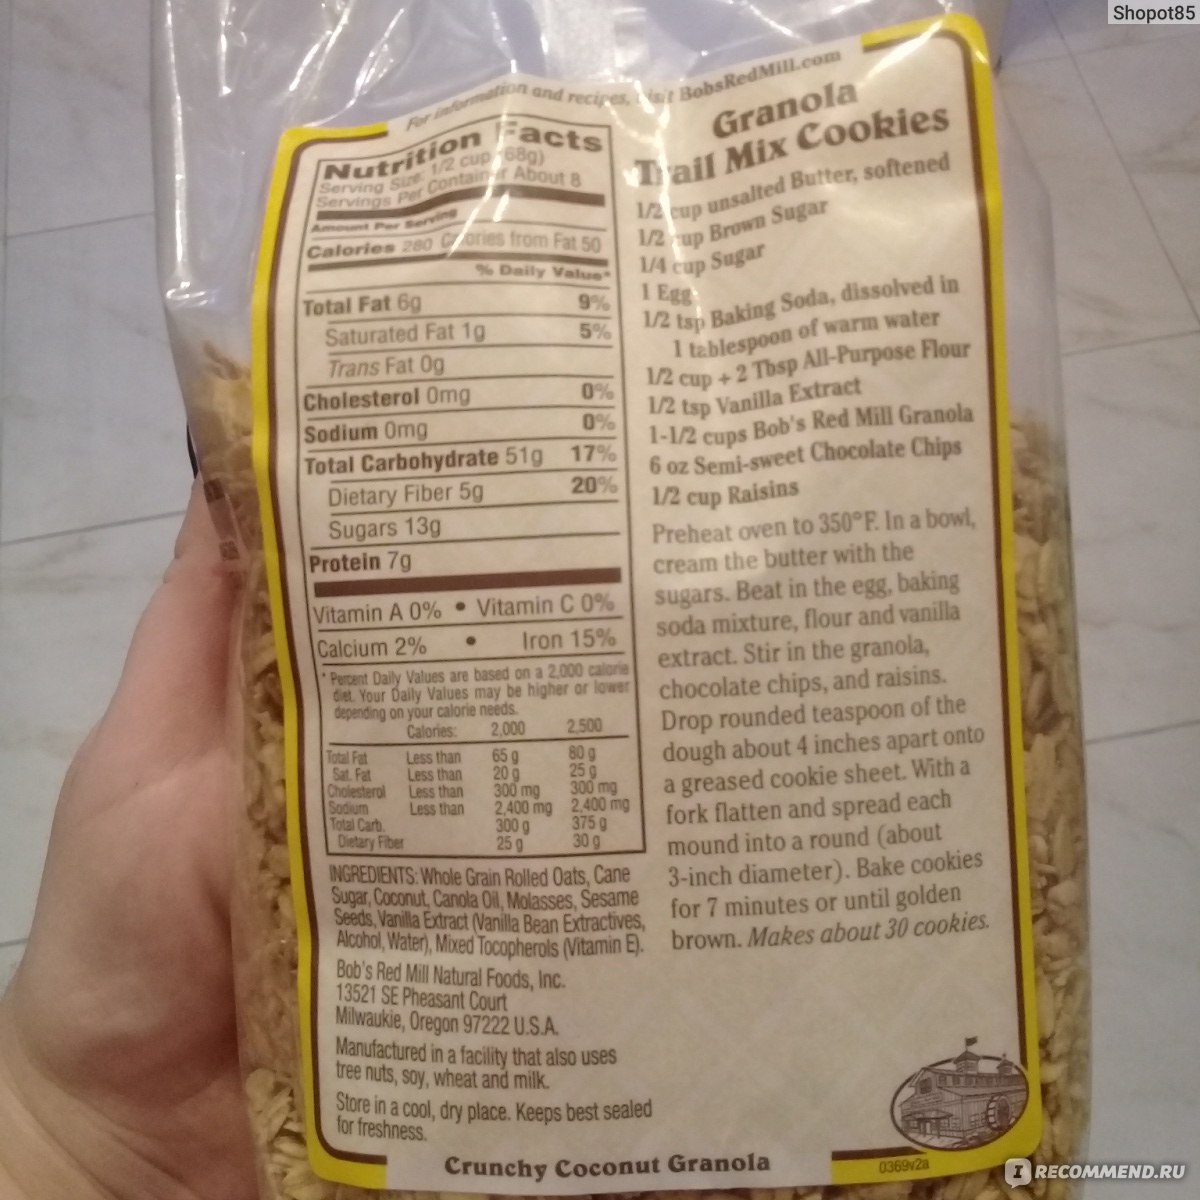 Shopot85
For information and recipes, visit BobsRedMill.com
Nutrition Facts
Serving Size 1/2 cup (68g)
Servings Per Container About 8
Amount Per Serving
Calories 280 Calories from Fat 50
% Daily Value*
Total Fat 6g 9%
Saturated Fat 1g 5%
Trans Fat 0g
Cholesterol 0mg 0%
Sodium 0mg 0%
Total Carbohydrate 51g 17%
Dietary Fiber 5g 20%
Sugars 13g
Protein 7g
Vitamin A 0% • Vitamin C 0%
Calcium 2% • Iron 15%
* Percent Daily Values are based on a 2,000 calorie
diet. Your Daily Values may be higher or lower
depending on your calorie needs.
Calories: 2,000 2,500
Total Fat Less than 65 g 80 g
Sat. Fat Less than 20 g 25 g
Cholesterol Less than 300 mg 300 mg
Sodium Less than 2,400 mg 2,400 mg
Total Carb. 300 g 375 g
Dietary Fiber 25 g 30 g
INGREDIENTS: Whole Grain Rolled Oats, Cane
Sugar, Coconut, Canola Oil, Molasses, Sesame
Seeds, Vanilla Extract (Vanilla Bean Extractives,
Alcohol, Water), Mixed Tocopherols (Vitamin E).
Bob's Red Mill Natural Foods, Inc.
13521 SE Pheasant Court
Milwaukie, Oregon 97222 U.S.A.
Manufactured in a facility that also uses
tree nuts, soy, wheat and milk.
Store in a cool, dry place. Keeps best sealed
for freshness.
Granola
Trail Mix Cookies
1/2 cup unsalted Butter, softened
1/2 cup Brown Sugar
1/4 cup Sugar
1 Egg
1/2 tsp Baking Soda, dissolved in
1 tablespoon of warm water
1/2 cup + 2 Tbsp All-Purpose Flour
1/2 tsp Vanilla Extract
1-1/2 cups Bob's Red Mill Granola
6 oz Semi-sweet Chocolate Chips
1/2 cup Raisins
Preheat oven to 350°F. In a bowl,
cream the butter with the
sugars. Beat in the egg, baking
soda mixture, flour and vanilla
extract. Stir in the granola,
chocolate chips, and raisins.
Drop rounded teaspoon of the
dough about 4 inches apart onto
a greased cookie sheet. With a
fork flatten and spread each
mound into a round (about
3-inch diameter). Bake cookies
for 7 minutes or until golden
brown. Makes about 30 cookies.
Crunchy Coconut Granola
0369v2a
RECOMMEND.RU